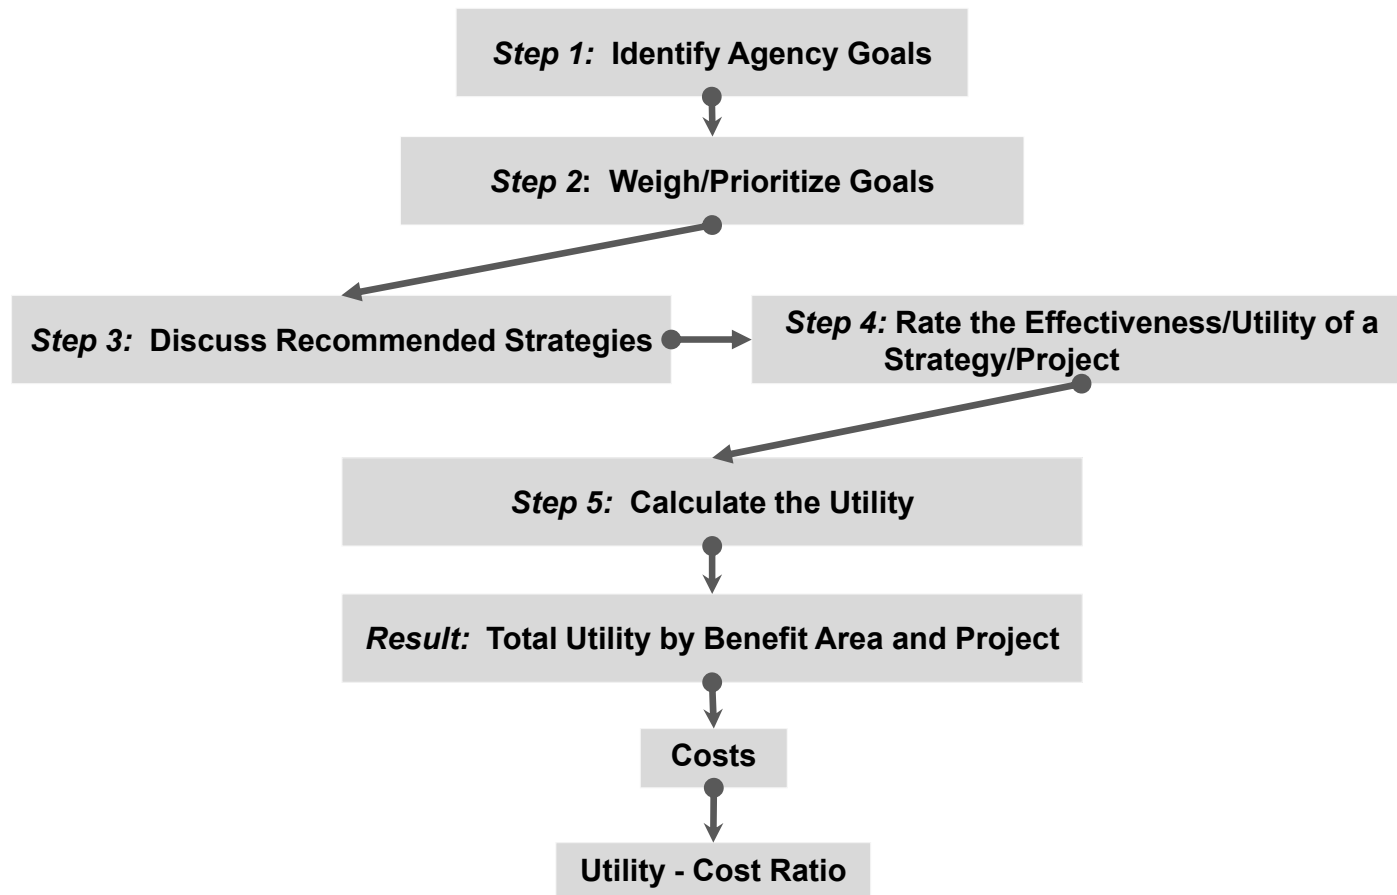 Step 1: Identify Agency Goals
Step 2: Weigh/Prioritize Goals
Step 3: Discuss Recommended Strategies
Step 4: Rate the Effectiveness/Utility of a
Strategy/Project
Step 5: Calculate the Utility
Result: Total Utility by Benefit Area and Project
Costs
Utility - Cost Ratio